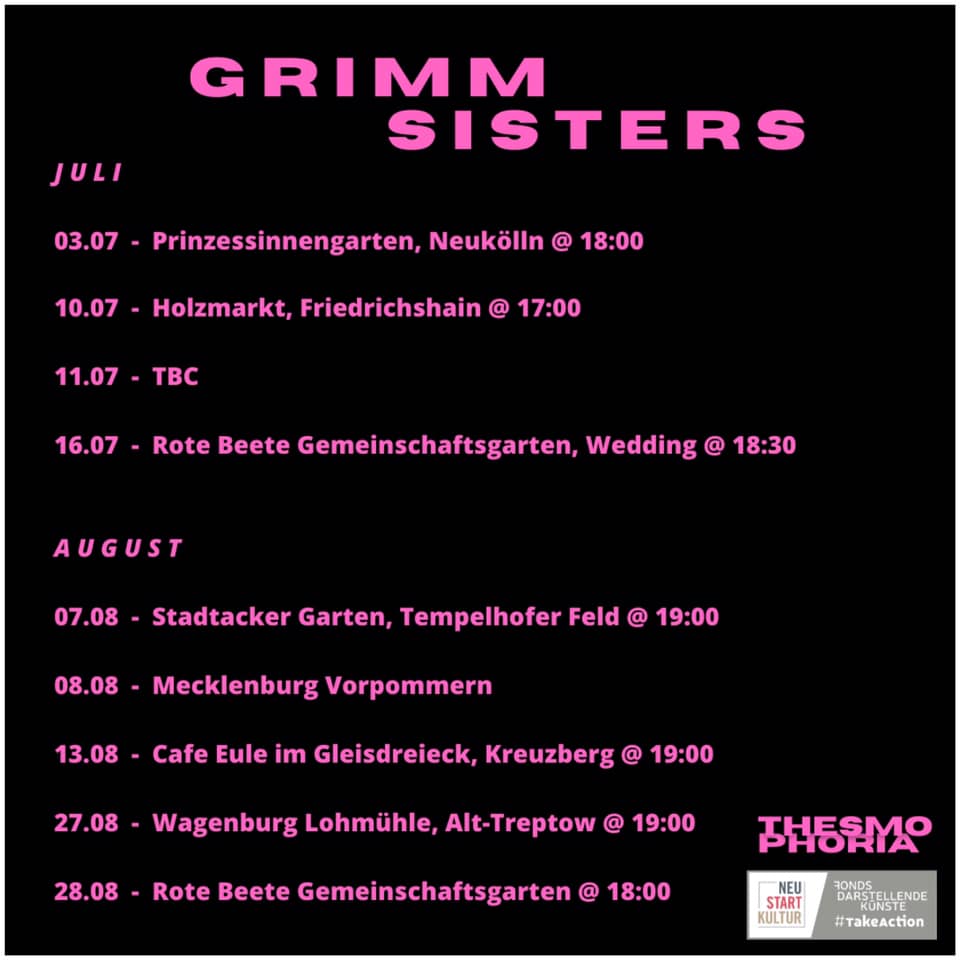 GRIMM
SISTERS
JULI
03.07 - Prinzessinnengarten, Neukölln @ 18:00
10.07 - Holzmarkt, Friedrichshain @ 17:00
11.07 - TBC
16.07 - Rote Beete Gemeinschaftsgarten, Wedding @ 18:30
AUGUST
07.08 - Stadtacker Garten, Tempelhofer Feld @ 19:00
08.08 - Mecklenburg Vorpommern
13.08 - Cafe Eule im Gleisdreieck, Kreuzberg @ 19:00
27.08 - Wagenburg Lohmühle, Alt-Treptow @ 19:00
28.08 - Rote Beete Gemeinschaftsgarten @ 18:00
THESMO
PHORIA
NEU
START
KULTUR
FONDS
DARSTELLENDE
KÜNSTE
#TakeAction